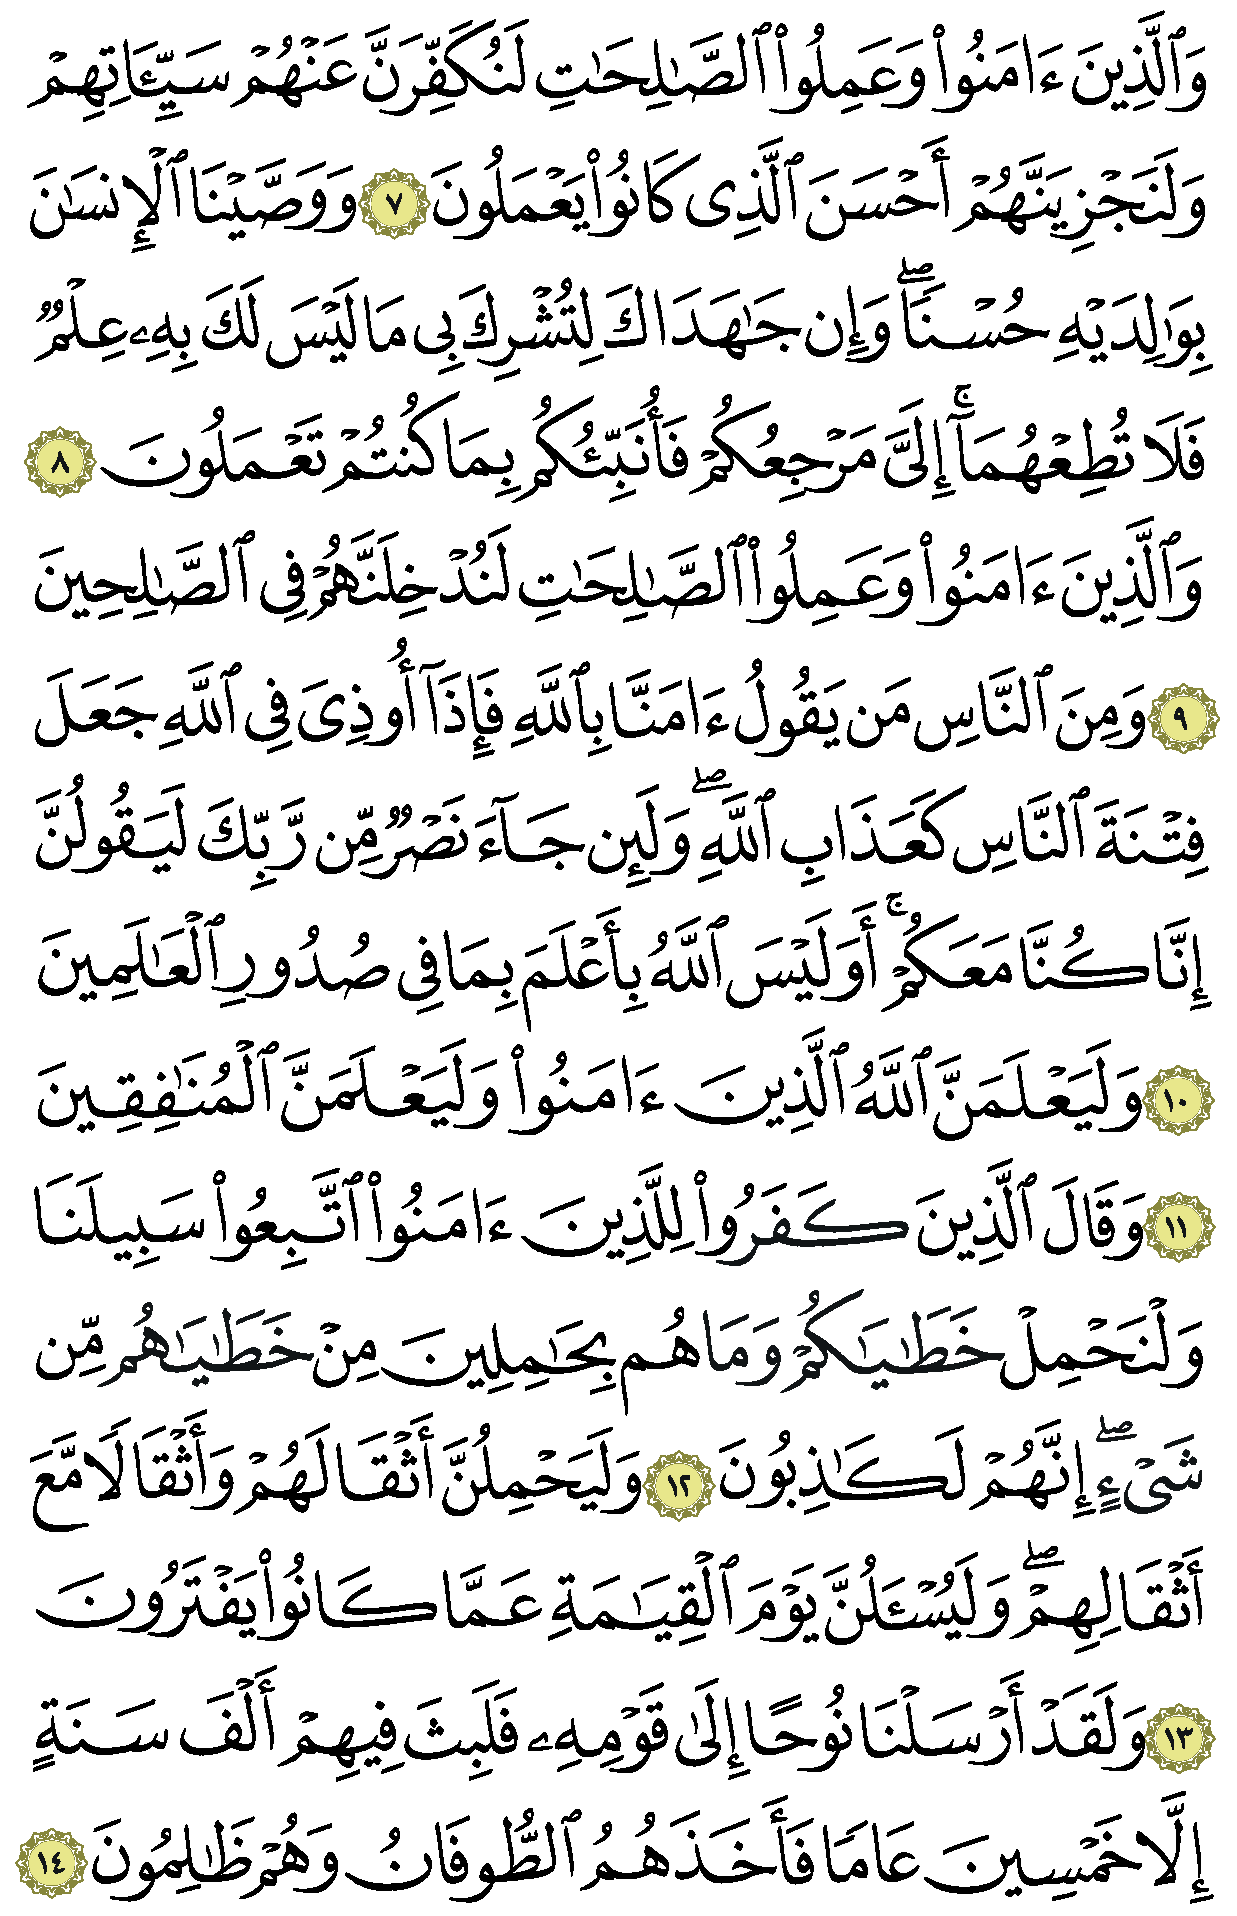 وَٱلَّذِينَ ءَامَنُوا۟ وَعَمِلُوا۟ ٱلصَّـٰلِحَـٰتِ لَنُكَفِّرَنَّ عَنْهُمْ سَيِّـَٔاتِهِمْ
وَلَنَجْزِيَنَّهُمْ أَحْسَنَ ٱلَّذِى كَانُوا۟ يَعْمَلُونَ ٧ وَوَصَّيْنَا ٱلْإِنسَـٰنَ
بِوَٰلِدَيْهِ حُسْنًا ۖ وَإِن جَـٰهَدَاكَ لِتُشْرِكَ بِى مَا لَيْسَ لَكَ بِهِۦ عِلْمٌ
فَلَا تُطِعْهُمَآ ۚ إِلَىَّ مَرْجِعُكُمْ فَأُنَبِّئُكُم بِمَا كُنتُمْ تَعْمَلُونَ ٨
وَٱلَّذِينَ ءَامَنُوا۟ وَعَمِلُوا۟ ٱلصَّـٰلِحَـٰتِ لَنُدْخِلَنَّهُمْ فِى ٱلصَّـٰلِحِينَ
٩ وَمِنَ ٱلنَّاسِ مَن يَقُولُ ءَامَنَّا بِٱللَّهِ فَإِذَآ أُوذِىَ فِى ٱللَّهِ جَعَلَ
فِتْنَةَ ٱلنَّاسِ كَعَذَابِ ٱللَّهِ ۖ وَلَئِن جَآءَ نَصْرٌ مِّن رَّبِّكَ لَيَقُولُنَّ
إِنَّا كُنَّا مَعَكُمْ ۚ أَوَلَيْسَ ٱللَّهُ بِأَعْلَمَ بِمَا فِى صُدُورِ ٱلْعَـٰلَمِينَ
١٠ وَلَيَعْلَمَنَّ ٱللَّهُ ٱلَّذِينَ ءَامَنُوا۟ وَلَيَعْلَمَنَّ ٱلْمُنَـٰفِقِينَ
١١ وَقَالَ ٱلَّذِينَ كَفَرُوا۟ لِلَّذِينَ ءَامَنُوا۟ ٱتَّبِعُوا۟ سَبِيلَنَا
وَلْنَحْمِلْ خَطَـٰيَـٰكُمْ وَمَا هُم بِحَـٰمِلِينَ مِنْ خَطَـٰيَـٰهُم مِّن
شَىْءٍ ۖ إِنَّهُمْ لَكَـٰذِبُونَ ١٢ وَلَيَحْمِلُنَّ أَثْقَالَهُمْ وَأَثْقَالًا مَّعَ
أَثْقَالِهِمْ ۖ وَلَيُسْـَٔلُنَّ يَوْمَ ٱلْقِيَـٰمَةِ عَمَّا كَانُوا۟ يَفْتَرُونَ
١٣ وَلَقَدْ أَرْسَلْنَا نُوحًا إِلَىٰ قَوْمِهِۦ فَلَبِثَ فِيهِمْ أَلْفَ سَنَةٍ
إِلَّا خَمْسِينَ عَامًا فَأَخَذَهُمُ ٱلطُّوفَانُ وَهُمْ ظَـٰلِمُونَ ١٤